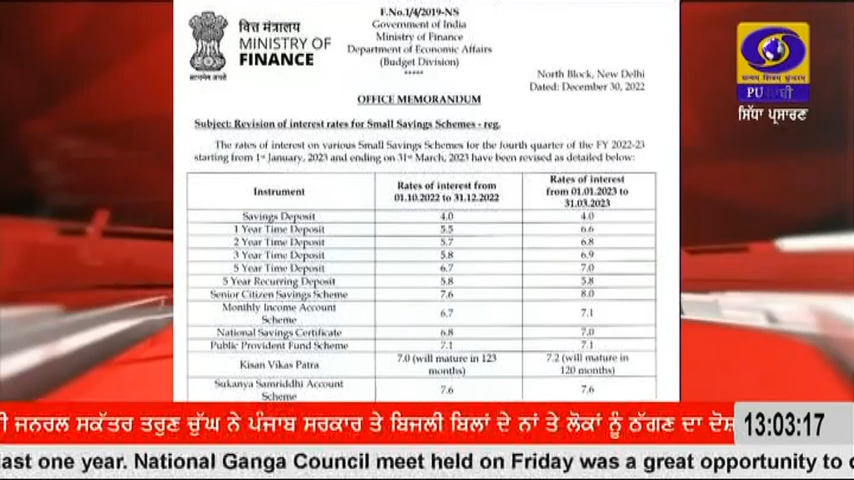 F.No.1/4/2019-NS
Government of India
Ministry of Finance
Department of Economic Affairs
(Budget Division)
*****
सत्यमेव जयते
वित्त मंत्रालय
MINISTRY OF
FINANCE
North Block, New Delhi
Dated: December 30, 2022
OFFICE MEMORANDUM
Subject: Revision of interest rates for Small Savings Schemes - reg.
The rates of interest on various Small Savings Schemes for the fourth quarter of the FY 2022-23
starting from 1st January, 2023 and ending on 31st March, 2023 have been revised as detailed below:
Instrument | Rates of interest from 01.10.2022 to 31.12.2022 | Rates of interest from 01.01.2023 to 31.03.2023
Savings Deposit 4.0 4.0
1 Year Time Deposit 5.5 6.6
2 Year Time Deposit 5.7 6.8
3 Year Time Deposit 5.8 6.9
5 Year Time Deposit 6.7 7.0
5 Year Recurring Deposit 5.8 5.8
Senior Citizen Savings Scheme 7.6 8.0
Monthly Income Account Scheme 6.7 7.1
National Savings Certificate 6.8 7.0
Public Provident Fund Scheme 7.1 7.1
Kisan Vikas Patra 7.0 (will mature in 123 months) 7.2 (will mature in 120 months)
Sukanya Samriddhi Account Scheme 7.6 7.6
सत्यम् शिवम् सुन्दरम्
ਸਿੱਧਾ ਪ੍ਰਸਾਰਣ
ੀ ਜਨਰਲ ਸਕੱਤਰ ਤਰੁਣ ਚੁੱਘ ਨੇ ਪੰਜਾਬ ਸਰਕਾਰ ਤੇ ਬਿਜਲੀ ਬਿਲਾਂ ਦੇ ਨਾਂ ਤੇ ਲੋਕਾਂ ਨੂੰ ਠੱਗਣ ਦਾ ਦੋਸ਼
13:03:17
last one year. National Ganga Council meet held on Friday was a great opportunity to